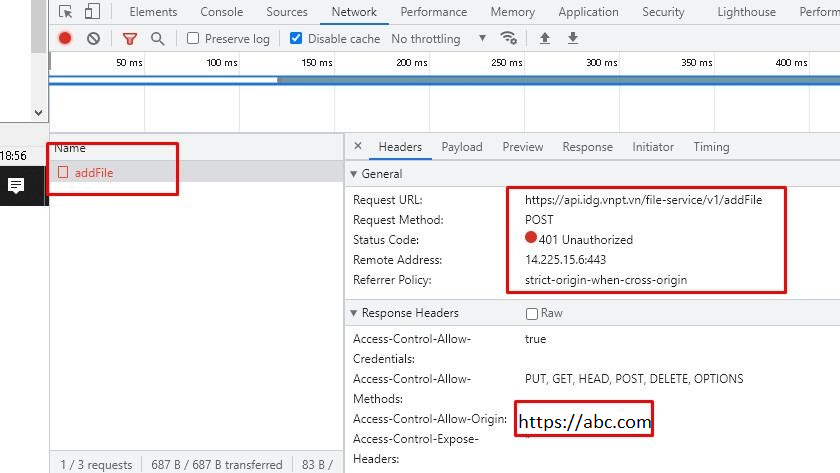 Elements Console Sources Network Performance Memory Application Security Lighthouse Performance
Preserve log Disable cache No throttling
50 ms 100 ms 150 ms 200 ms 250 ms 300 ms 350 ms 400 ms
18:56
Name
addFile
Headers Payload Preview Response Initiator Timing
General
Request URL: https://api.idg.vnpt.vn/file-service/v1/addFile
Request Method: POST
Status Code: 401 Unauthorized
Remote Address: 14.225.15.6:443
Referrer Policy: strict-origin-when-cross-origin
Response Headers Raw
Access-Control-Allow- true
Credentials:
Access-Control-Allow- PUT, GET, HEAD, POST, DELETE, OPTIONS
Methods:
Access-Control-Allow-Origin: https://abc.com
Access-Control-Expose-
Headers:
1 / 3 requests 687 B / 687 B transferred 83 B /